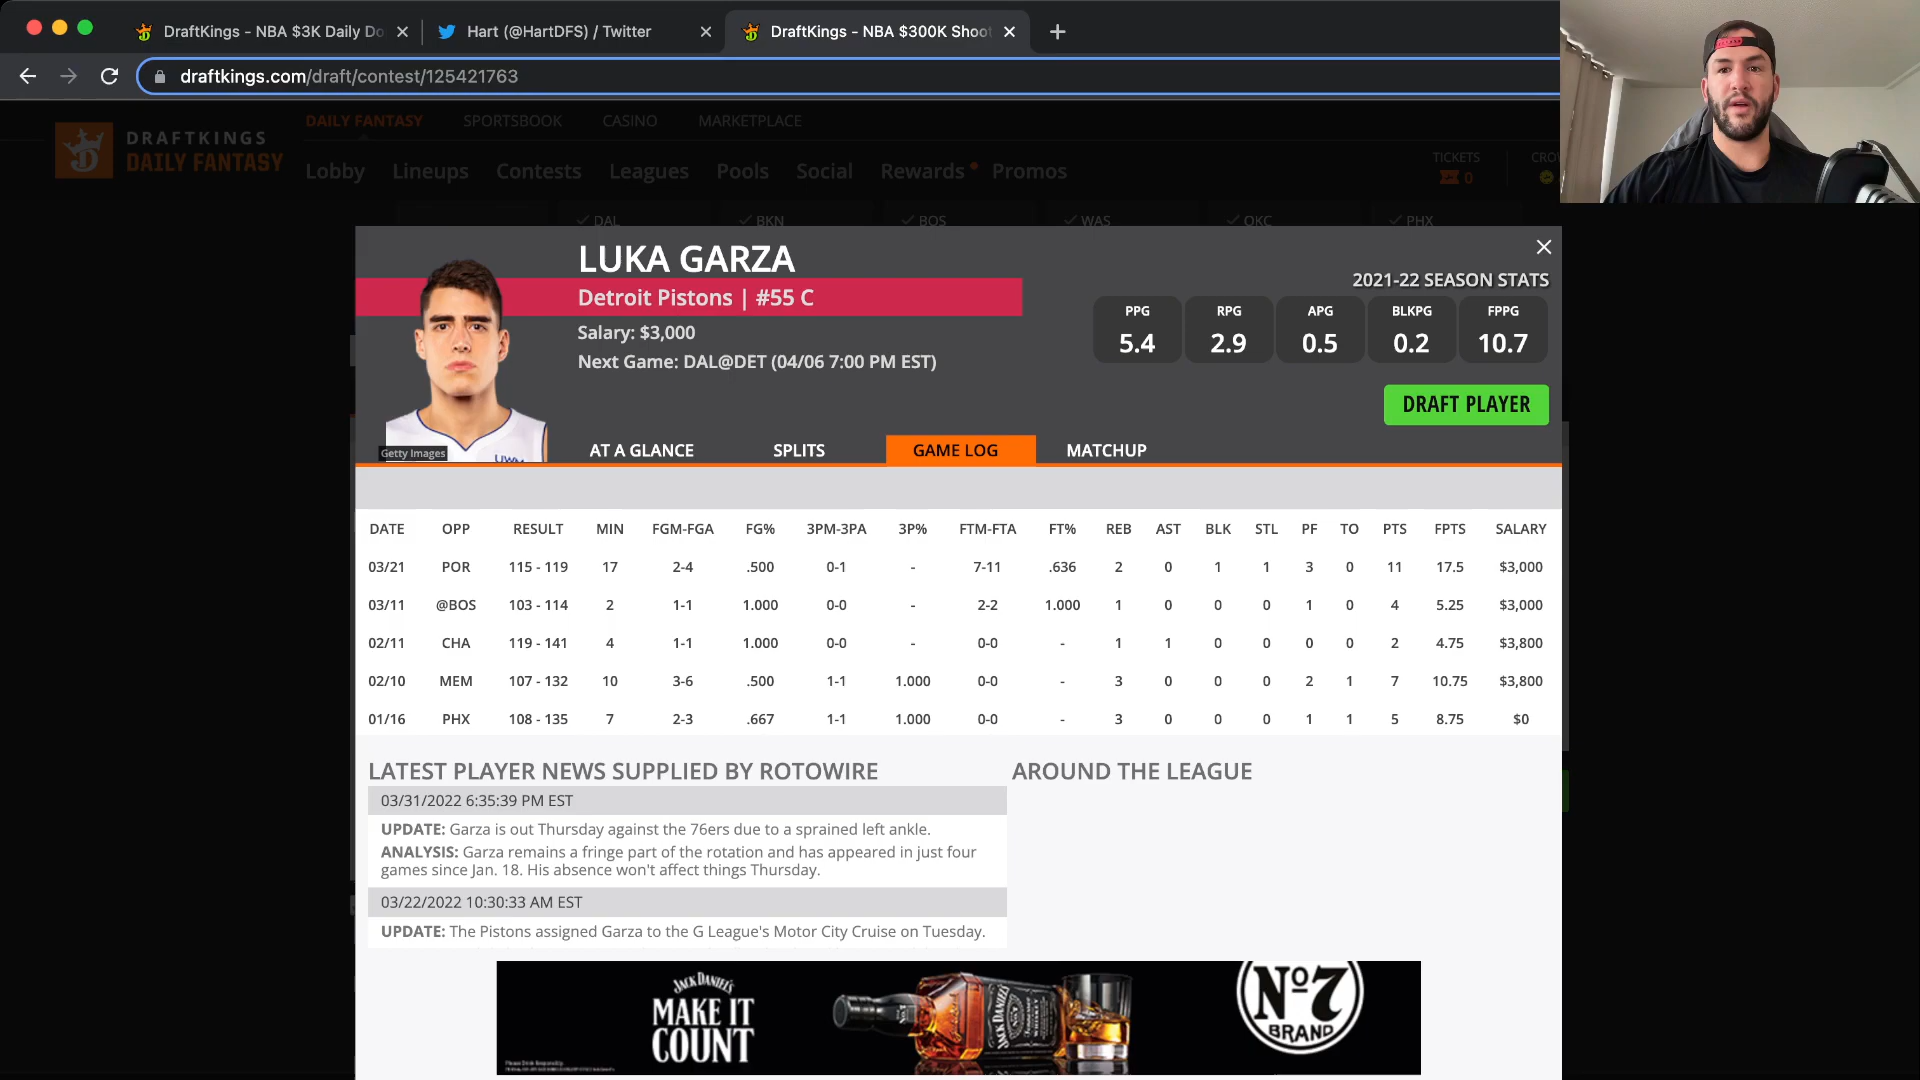 DraftKings - NBA $3K Daily Do
Hart (@HartDFS) / Twitter
DraftKings - NBA $300K Shoot
draftkings.com/draft/contest/125421763
DRAFTKINGS
DAILY FANTASY
DAILY FANTASY SPORTSBOOK CASINO MARKETPLACE
Lobby Lineups Contests Leagues Pools Social Rewards Promos
TICKETS
0
CRO
DAL BKN BOS WAS OKC PHX
LUKA GARZA
Detroit Pistons | #55 C
Salary: $3,000
Next Game: DAL@DET (04/06 7:00 PM EST)
2021-22 SEASON STATS
PPG RPG APG BLKPG FPPG
5.4 2.9 0.5 0.2 10.7
DRAFT PLAYER
Getty Images
UWM
AT A GLANCE SPLITS GAME LOG MATCHUP
DATE OPP RESULT MIN FGM-FGA FG% 3PM-3PA 3P% FTM-FTA FT% REB AST BLK STL PF TO PTS FPTS SALARY
03/21 POR 115 - 119 17 2-4 .500 0-1 - 7-11 .636 2 0 1 1 3 0 11 17.5 $3,000
03/11 @BOS 103 - 114 2 1-1 1.000 0-0 - 2-2 1.000 1 0 0 0 1 0 4 5.25 $3,000
02/11 CHA 119 - 141 4 1-1 1.000 0-0 - 0-0 - 1 1 0 0 0 0 2 4.75 $3,800
02/10 MEM 107 - 132 10 3-6 .500 1-1 1.000 0-0 - 3 0 0 0 2 1 7 10.75 $3,800
01/16 PHX 108 - 135 7 2-3 .667 1-1 1.000 0-0 - 3 0 0 0 1 1 5 8.75 $0
LATEST PLAYER NEWS SUPPLIED BY ROTOWIRE
AROUND THE LEAGUE
03/31/2022 6:35:39 PM EST
UPDATE: Garza is out Thursday against the 76ers due to a sprained left ankle.
ANALYSIS: Garza remains a fringe part of the rotation and has appeared in just four
games since Jan. 18. His absence won't affect things Thursday.
03/22/2022 10:30:33 AM EST
UPDATE: The Pistons assigned Garza to the G League's Motor City Cruise on Tuesday.
JACK DANIEL'S
MAKE IT
COUNT
Nº7
BRAND